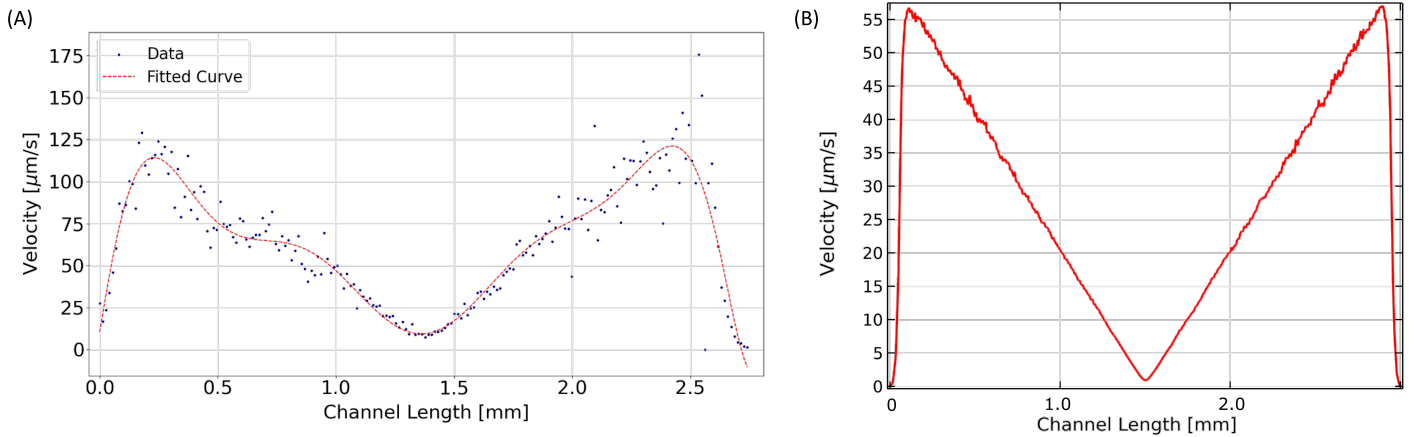 (A)
Data
Fitted Curve
175
150
125
100
75
50
25
0
Velocity [μm/s]
0.0 0.5 1.0 1.5 2.0 2.5
Channel Length [mm]
(B)
55
50
45
40
35
30
25
20
15
10
5
0
Velocity [μm/s]
0 1.0 2.0
Channel Length [mm]